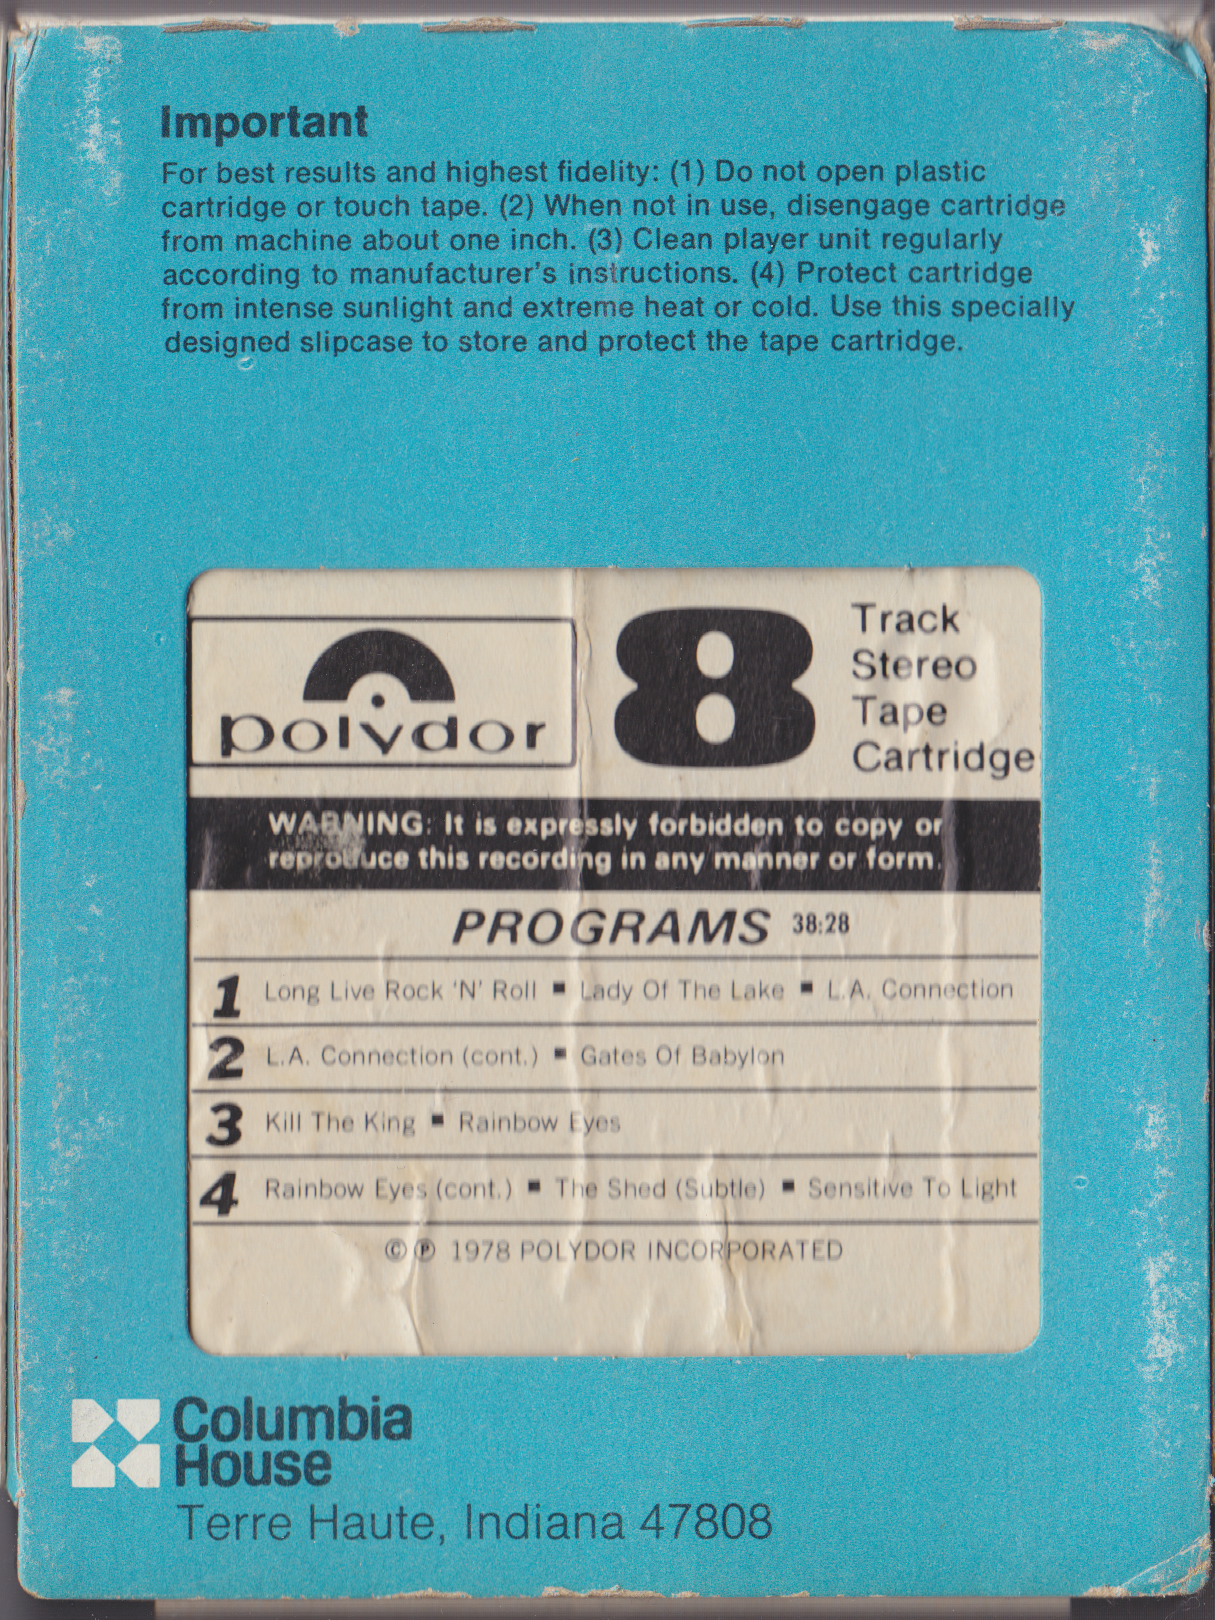 Important
For best results and highest fidelity: (1) Do not open plastic
cartridge or touch tape. (2) When not in use, disengage cartridge
from machine about one inch. (3) Clean player unit regularly
according to manufacturer's instructions. (4) Protect cartridge
from intense sunlight and extreme heat or cold. Use this specially
designed slipcase to store and protect the tape cartridge.
polydor
8
Track
Stereo
Tape
Cartridge
WARNING: It is expressly forbidden to copy or
reproduce this recording in any manner or form.
PROGRAMS 38:28
1 Long Live Rock 'N' Roll ■ Lady Of The Lake ■ L.A. Connection
2 L.A. Connection (cont.) ■ Gates Of Babylon
3 Kill The King ■ Rainbow Eyes
4 Rainbow Eyes (cont.) ■ The Shed (Subtle) ■ Sensitive To Light
©℗ 1978 POLYDOR INCORPORATED
Columbia
House
Terre Haute, Indiana 47808